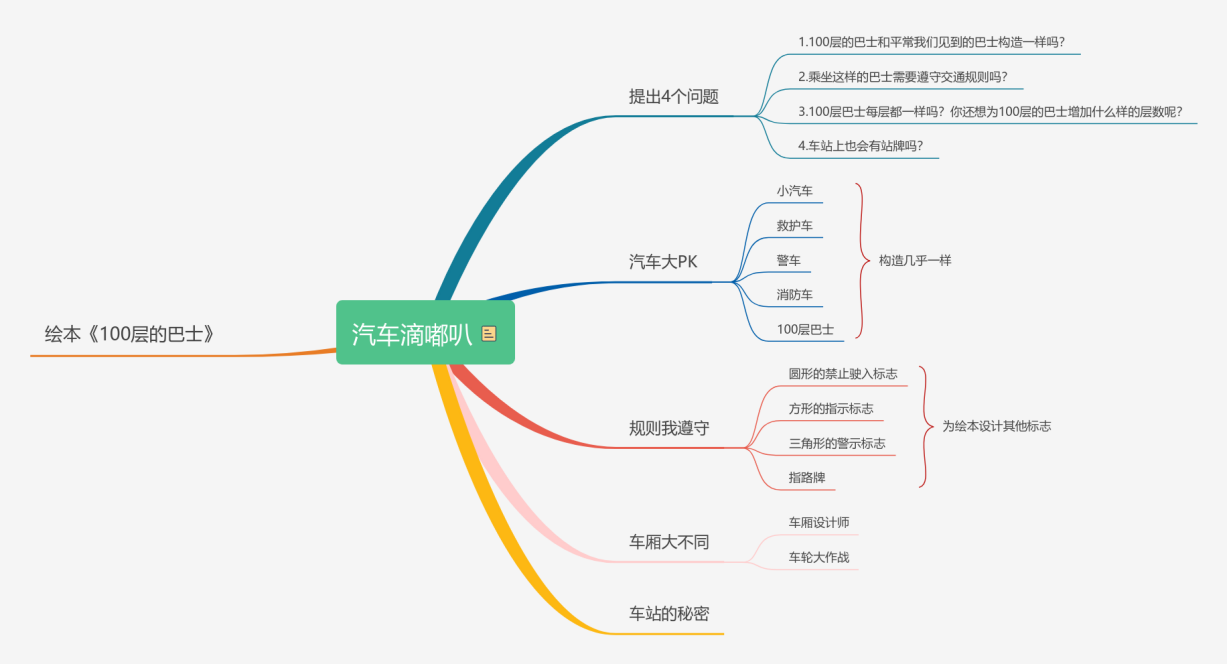 绘本《100层的巴士》
汽车滴嘟叭
提出4个问题
1.100层的巴士和平常我们见到的巴士构造一样吗？
2.乘坐这样的巴士需要遵守交通规则吗？
3.100层巴士每层都一样吗？你还想为100层的巴士增加什么样的层数呢？
4.车站上也会有站牌吗？
汽车大PK
小汽车
救护车
警车
消防车
100层巴士
构造几乎一样
规则我遵守
圆形的禁止驶入标志
方形的指示标志
三角形的警示标志
指路牌
为绘本设计其他标志
车厢大不同
车厢设计师
车轮大作战
车站的秘密